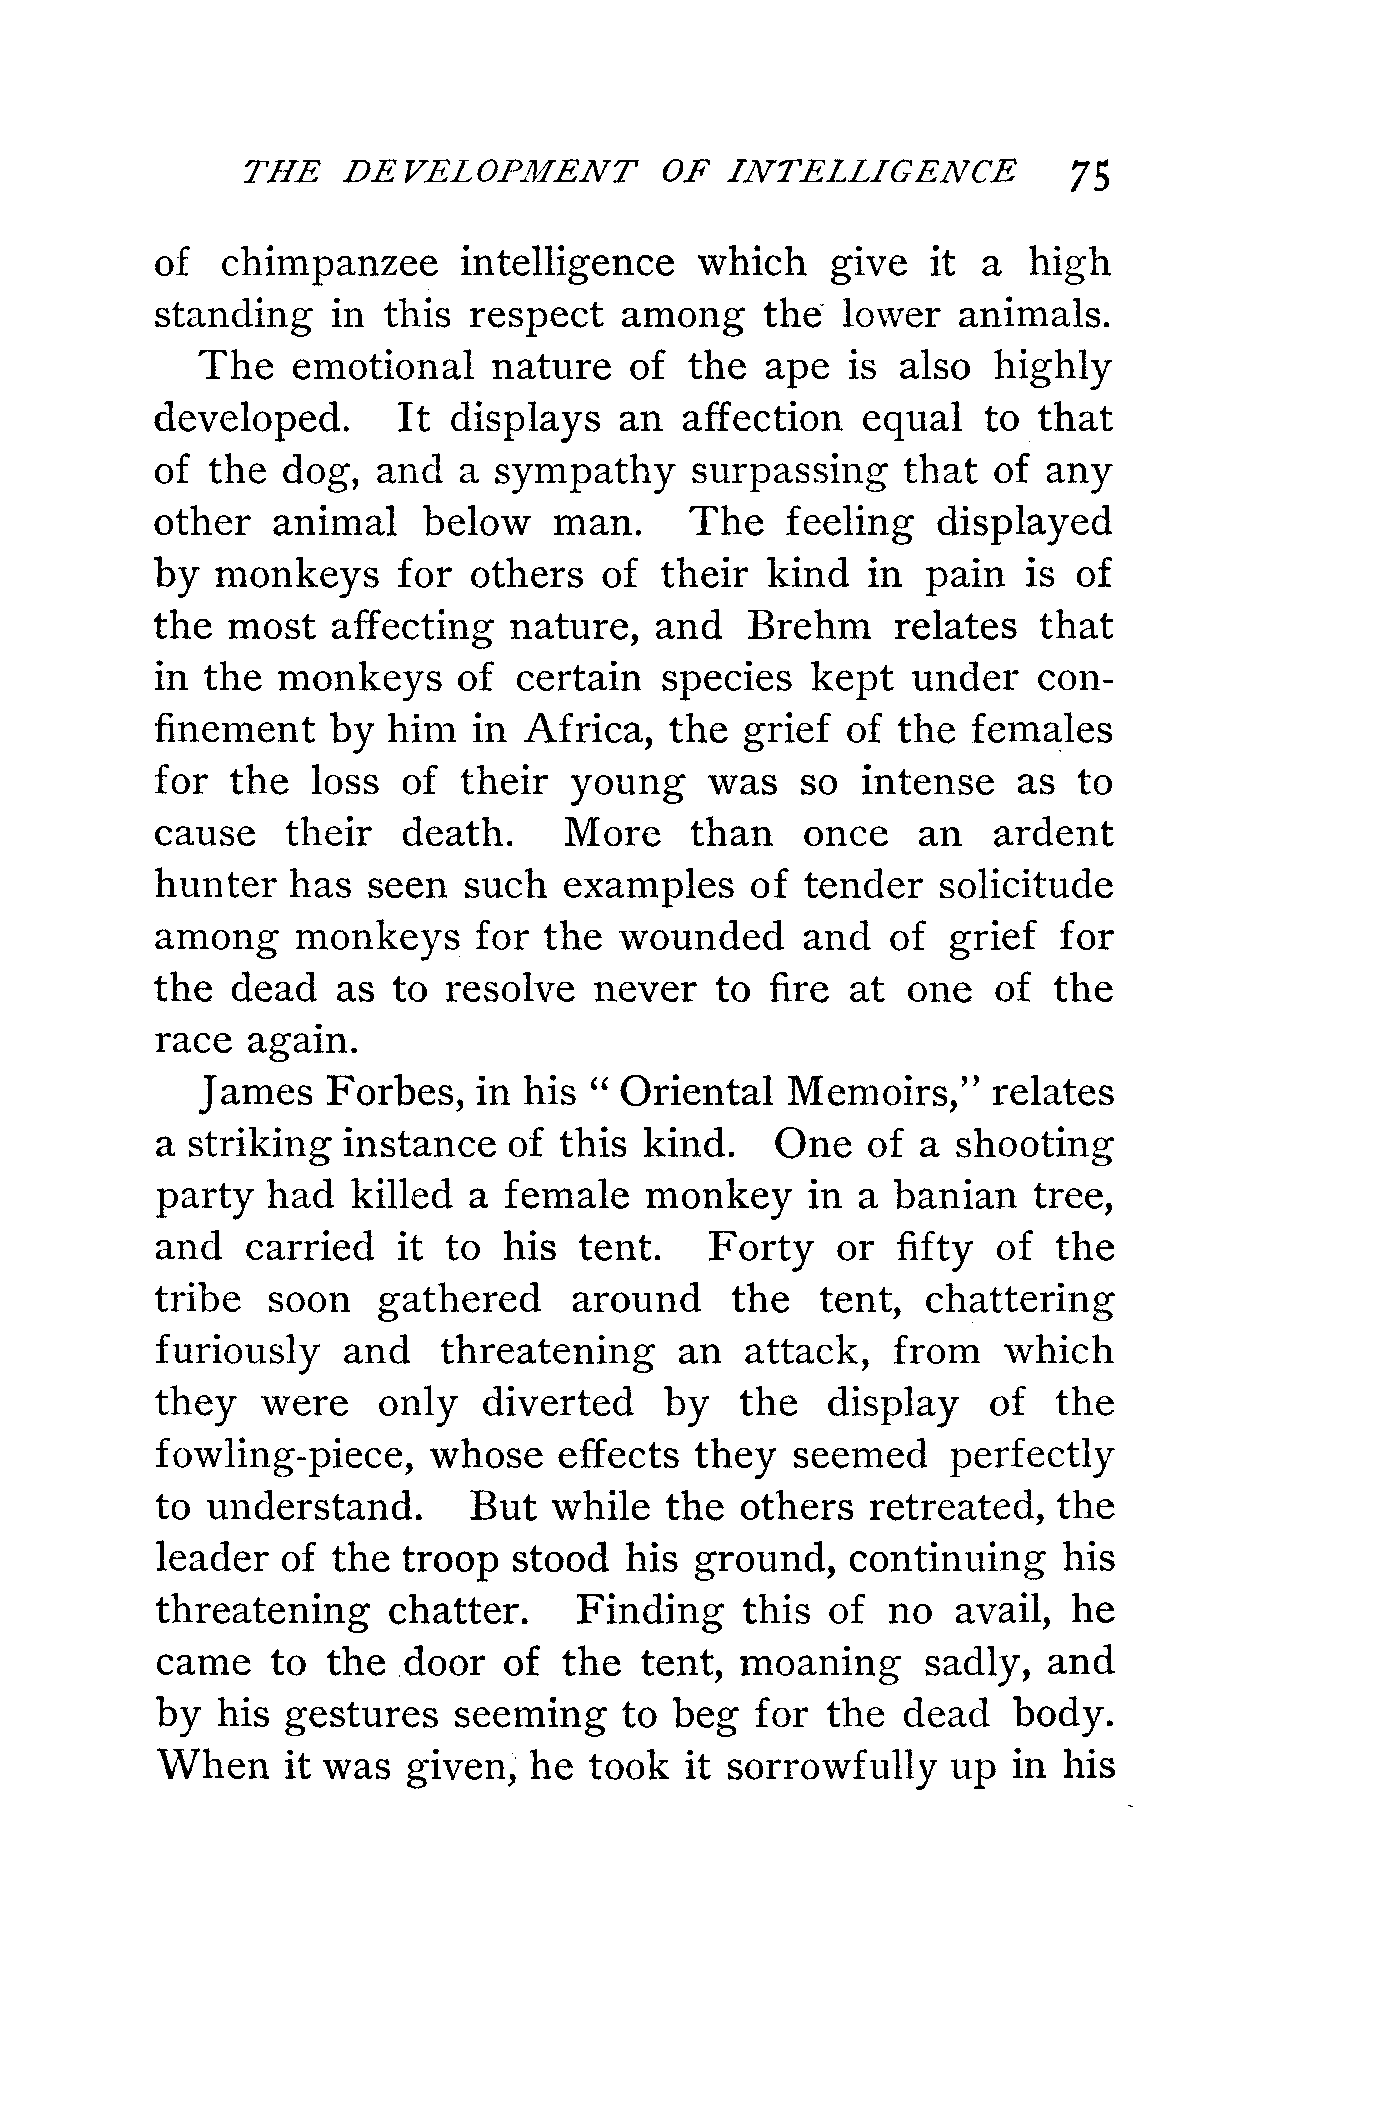 THE DEVELOPMENT OF INTELLIGENCE 75
of chimpanzee intelligence which give it a high
standing in this respect among the lower animals.
The emotional nature of the ape is also highly
developed. It displays an affection equal to that
of the dog, and a sympathy surpassing that of any
other animal below man. The feeling displayed
by monkeys for others of their kind in pain is of
the most affecting nature, and Brehm relates that
in the monkeys of certain species kept under con-
finement by him in Africa, the grief of the females
for the loss of their young was so intense as to
cause their death. More than once an ardent
hunter has seen such examples of tender solicitude
among monkeys for the wounded and of grief for
the dead as to resolve never to fire at one of the
race again.
James Forbes, in his “ Oriental Memoirs,” relates
a striking instance of this kind. One of a shooting
party had killed a female monkey in a banian tree,
and carried it to his tent. Forty or fifty of the
tribe soon gathered around the tent, chattering
furiously and threatening an attack, from which
they were only diverted by the display of the
fowling-piece, whose effects they seemed perfectly
to understand. But while the others retreated, the
leader of the troop stood his ground, continuing his
threatening chatter. Finding this of no avail, he
came to the door of the tent, moaning sadly, and
by his gestures seeming to beg for the dead body.
When it was given, he took it sorrowfully up in his